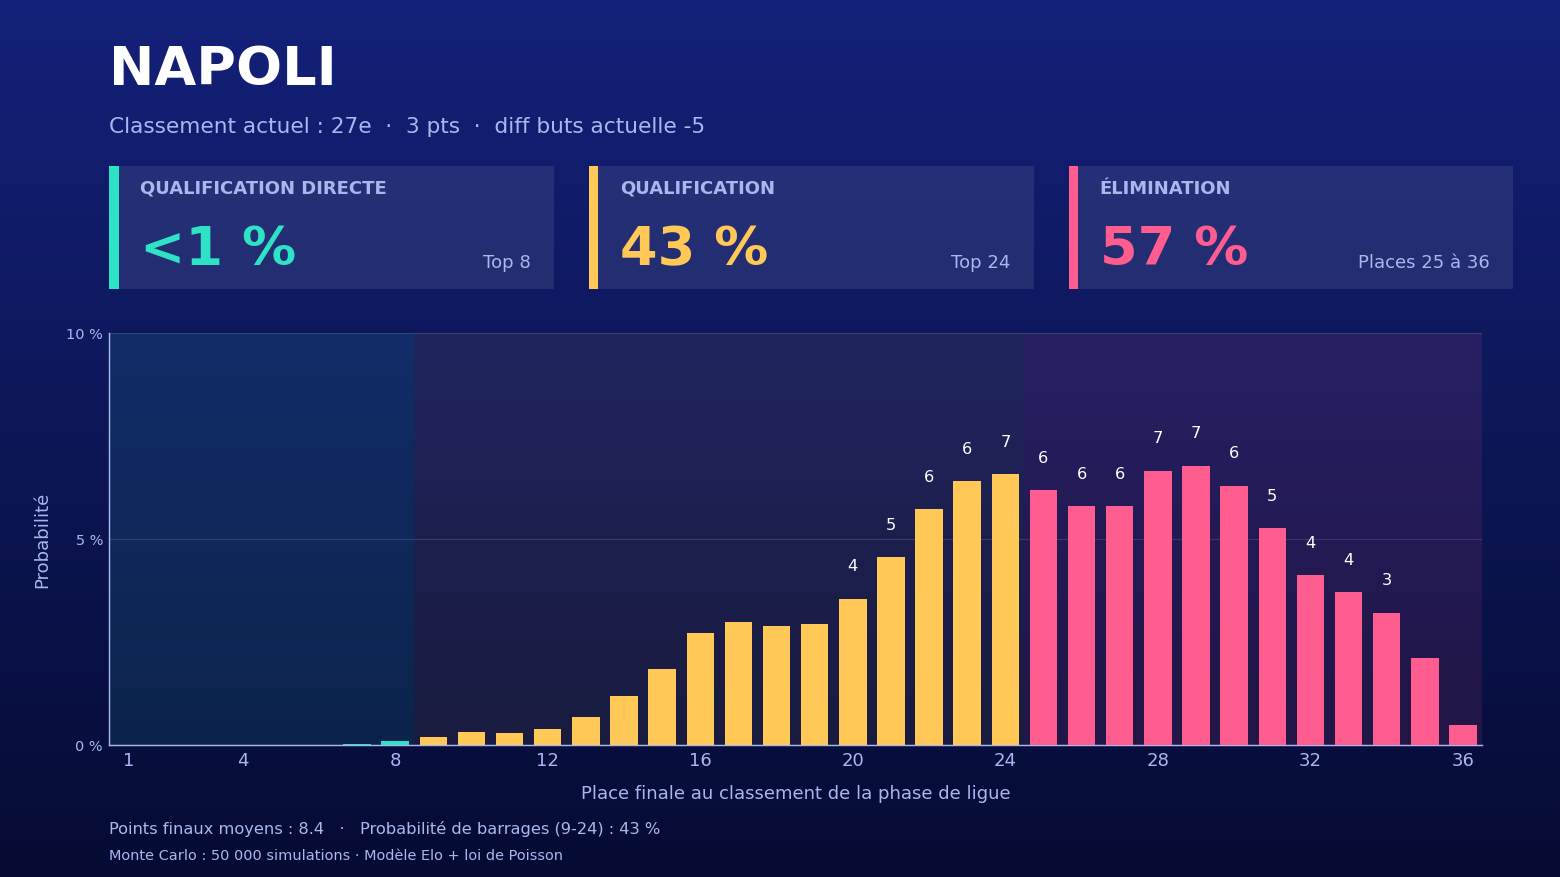 NAPOLI
Classement actuel : 27e · 3 pts · diff buts actuelle -5
QUALIFICATION DIRECTE
<1 %
Top 8
QUALIFICATION
43 %
Top 24
ÉLIMINATION
57 %
Places 25 à 36
10 %
5 %
0 %
Probabilité
4
5
6
6
7
6
6
6
7
7
6
5
4
4
3
1
4
8
12
16
20
24
28
32
36
Place finale au classement de la phase de ligue
Points finaux moyens : 8.4 · Probabilité de barrages (9-24) : 43 %
Monte Carlo : 50 000 simulations · Modèle Elo + loi de Poisson